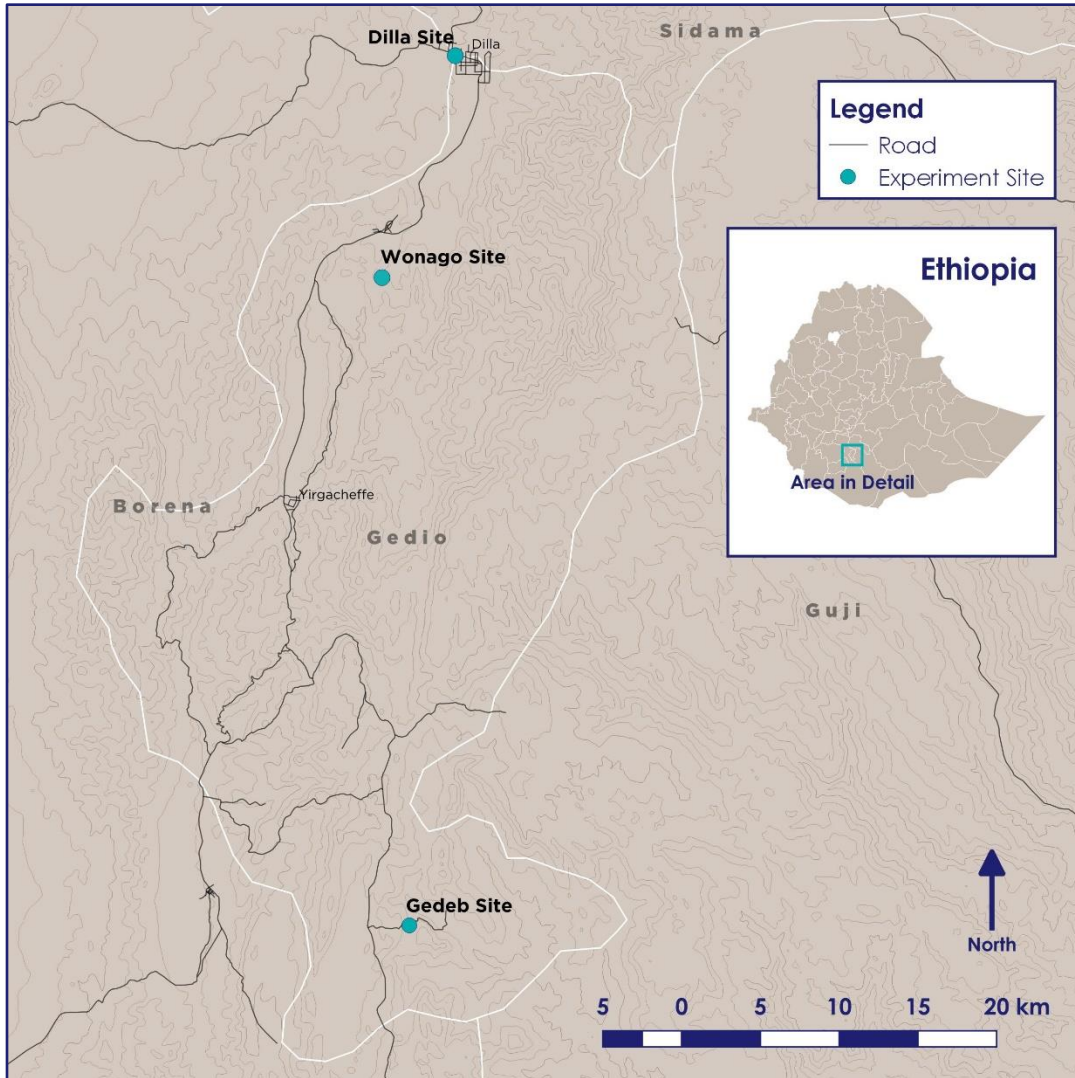 Sidama
Dilla Site
Dilla
Legend
Road
Experiment Site
Wonago Site
Ethiopia
Area in Detail
Yirgacheffe
Borena
Gedio
Guji
Gedeb Site
North
5 0 5 10 15 20 km